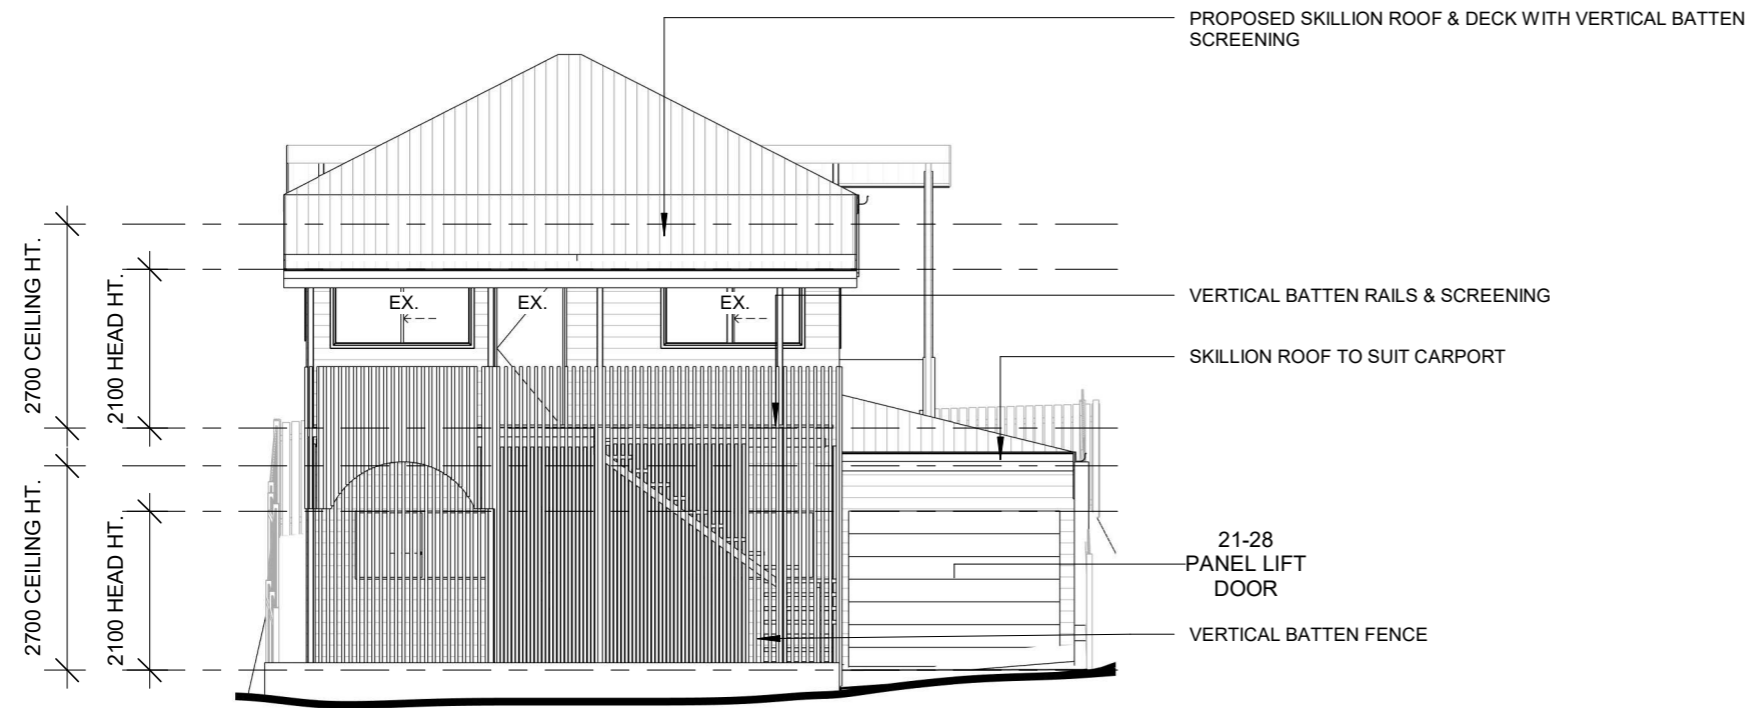 PROPOSED SKILLION ROOF & DECK WITH VERTICAL BATTEN
SCREENING
2700 CEILING HT.
2100 HEAD HT.
EX.
EX.
EX.
VERTICAL BATTEN RAILS & SCREENING
SKILLION ROOF TO SUIT CARPORT
2700 CEILING HT.
2100 HEAD HT.
21-28
PANEL LIFT
DOOR
VERTICAL BATTEN FENCE